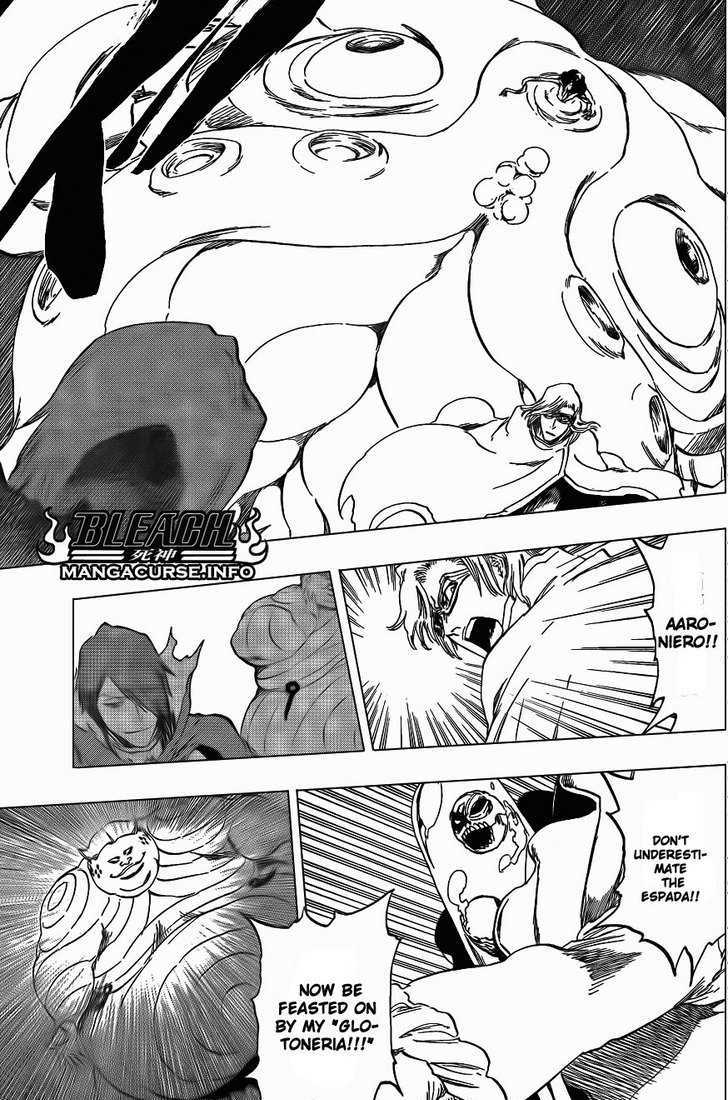 BLEACH
死神
MANGACURSE.INFO
AARO-
NIERO!!
DON'T
UNDERESTI-
MATE
THE
ESPADA!!
NOW BE
FEASTED ON
BY MY "GLO-
TONERIA!!!"